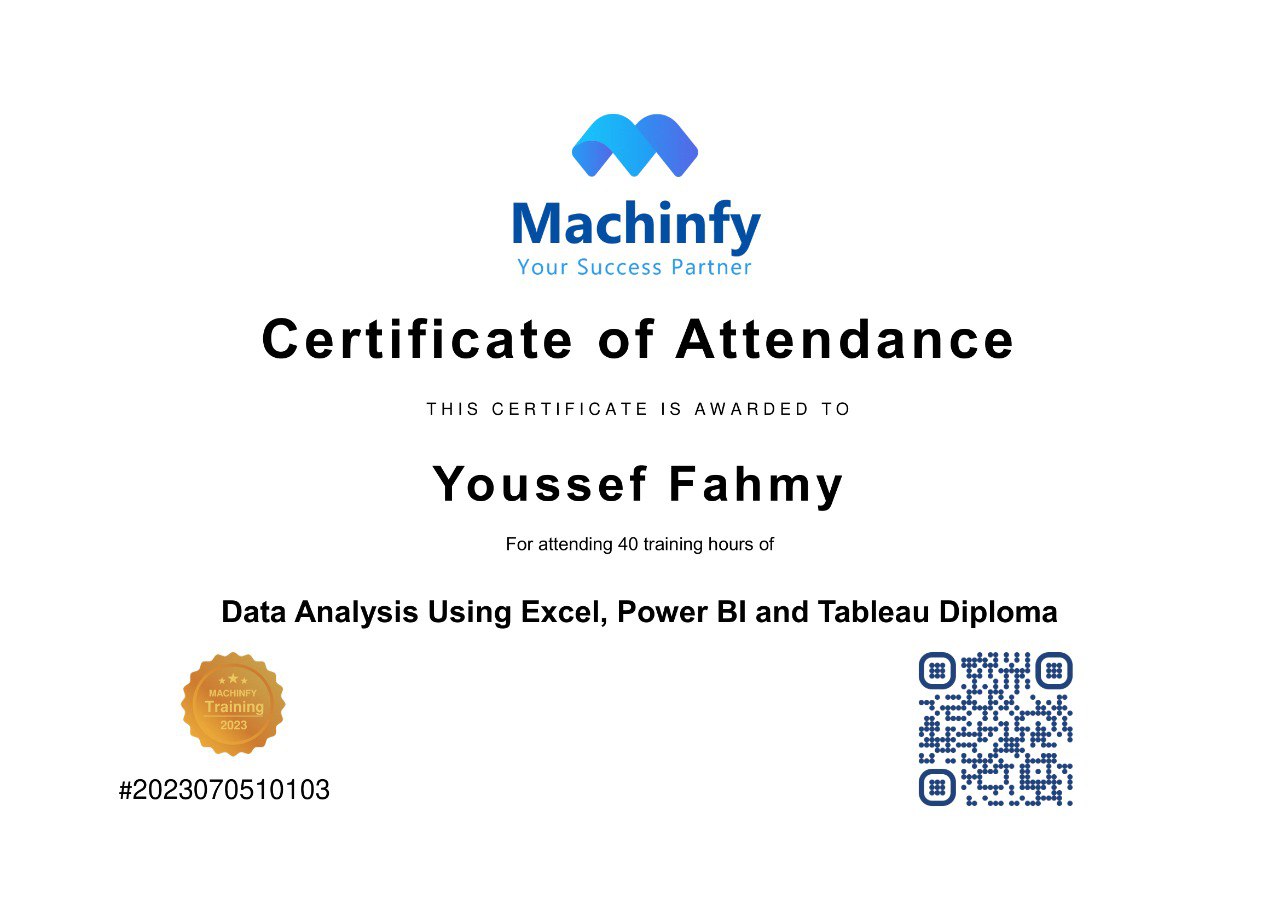 Machinfy
Your Success Partner
Certificate of Attendance
THIS CERTIFICATE IS AWARDED TO
Youssef Fahmy
For attending 40 training hours of
Data Analysis Using Excel, Power BI and Tableau Diploma
MACHINFY
Training
2023
#2023070510103